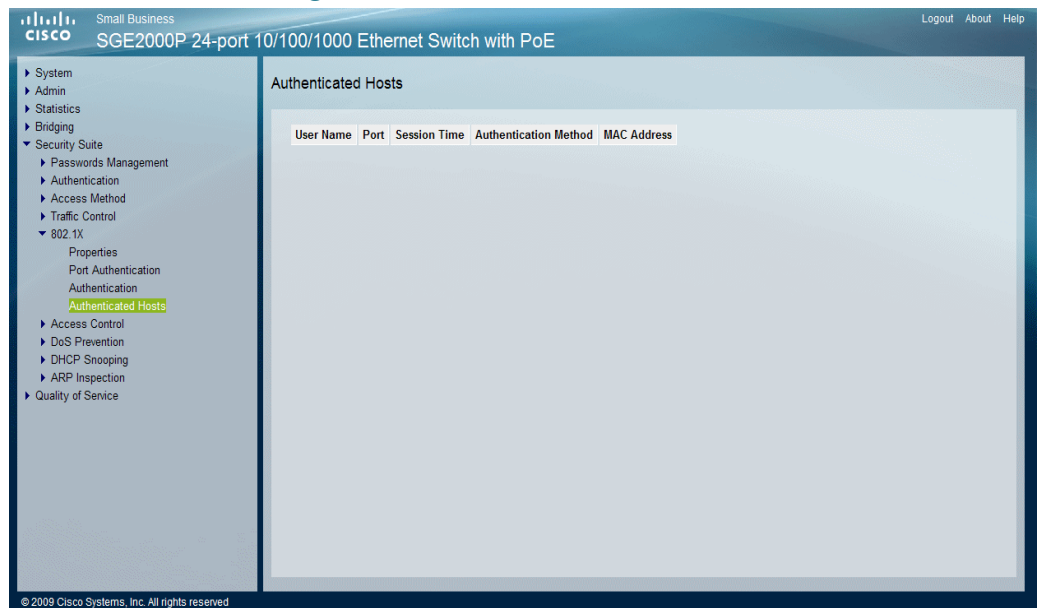 Small Business
CISCO
SGE2000P 24-port 10/100/1000 Ethernet Switch with PoE
Logout About Help
System
Admin
Statistics
Bridging
Security Suite
Passwords Management
Authentication
Access Method
Traffic Control
802.1X
Properties
Port Authentication
Authentication
Authenticated Hosts
Access Control
DoS Prevention
DHCP Snooping
ARP Inspection
Quality of Service
Authenticated Hosts
User Name Port Session Time Authentication Method MAC Address
© 2009 Cisco Systems, Inc. All rights reserved